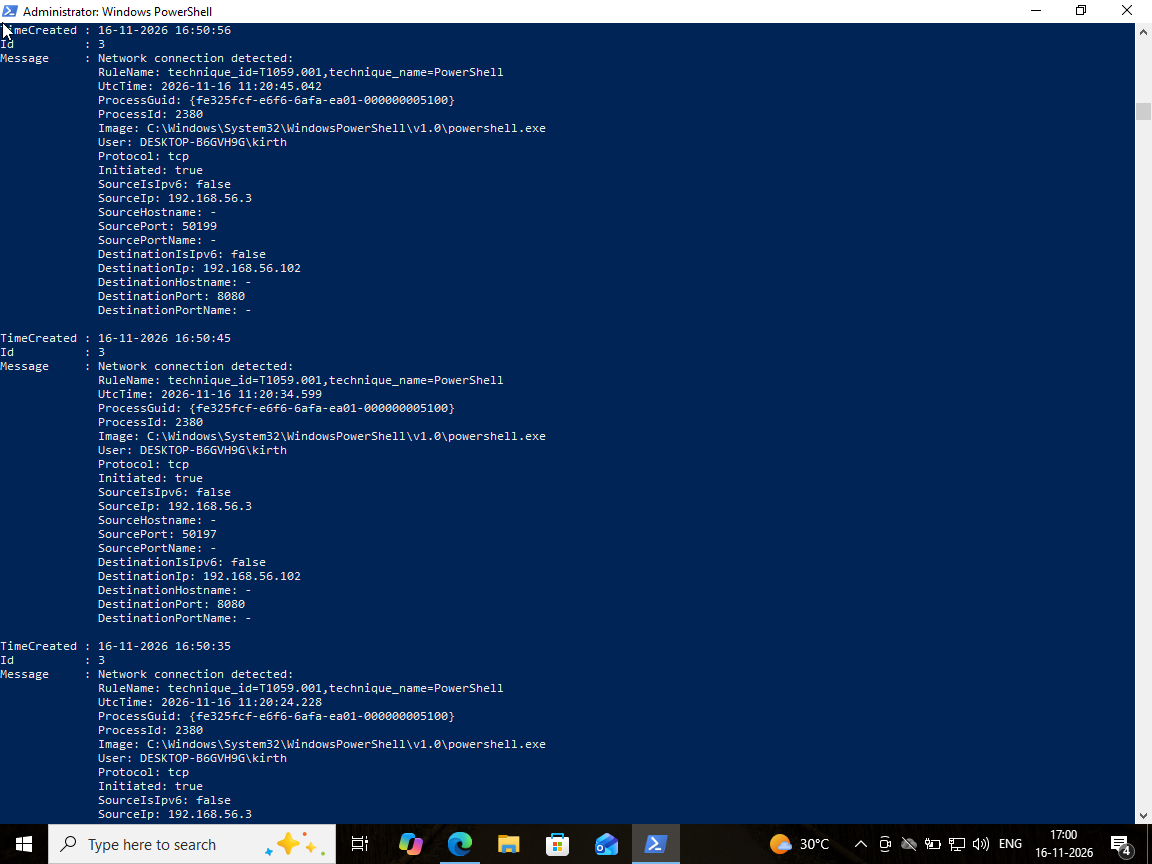 Administrator: Windows PowerShell
TimeCreated : 16-11-2026 16:50:56
Id : 3
Message : Network connection detected:
RuleName: technique_id=T1059.001,technique_name=PowerShell
UtcTime: 2026-11-16 11:20:45.042
ProcessGuid: {fe325fcf-e6f6-6afa-ea01-000000005100}
ProcessId: 2380
Image: C:\Windows\System32\WindowsPowerShell\v1.0\powershell.exe
User: DESKTOP-B6GVH9G\kirth
Protocol: tcp
Initiated: true
SourceIsIpv6: false
SourceIp: 192.168.56.3
SourceHostname: -
SourcePort: 50199
SourcePortName: -
DestinationIsIpv6: false
DestinationIp: 192.168.56.102
DestinationHostname: -
DestinationPort: 8080
DestinationPortName: -
TimeCreated : 16-11-2026 16:50:45
Id : 3
Message : Network connection detected:
RuleName: technique_id=T1059.001,technique_name=PowerShell
UtcTime: 2026-11-16 11:20:34.599
ProcessGuid: {fe325fcf-e6f6-6afa-ea01-000000005100}
ProcessId: 2380
Image: C:\Windows\System32\WindowsPowerShell\v1.0\powershell.exe
User: DESKTOP-B6GVH9G\kirth
Protocol: tcp
Initiated: true
SourceIsIpv6: false
SourceIp: 192.168.56.3
SourceHostname: -
SourcePort: 50197
SourcePortName: -
DestinationIsIpv6: false
DestinationIp: 192.168.56.102
DestinationHostname: -
DestinationPort: 8080
DestinationPortName: -
TimeCreated : 16-11-2026 16:50:35
Id : 3
Message : Network connection detected:
RuleName: technique_id=T1059.001,technique_name=PowerShell
UtcTime: 2026-11-16 11:20:24.228
ProcessGuid: {fe325fcf-e6f6-6afa-ea01-000000005100}
ProcessId: 2380
Image: C:\Windows\System32\WindowsPowerShell\v1.0\powershell.exe
User: DESKTOP-B6GVH9G\kirth
Protocol: tcp
Initiated: true
SourceIsIpv6: false
SourceIp: 192.168.56.3
Type here to search
30°C
ENG
17:00
16-11-2026
4